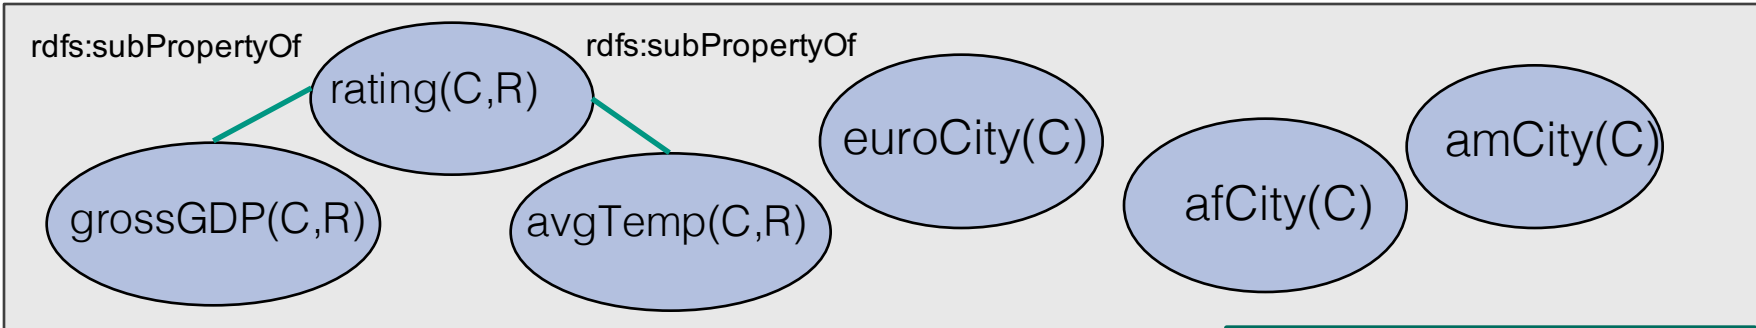 rdfs:subPropertyOf
rdfs:subPropertyOf
rating(C,R)
euroCity(C)
amCity(C)
afCity(C)
grossGDP(C,R)
avgTemp(C,R)